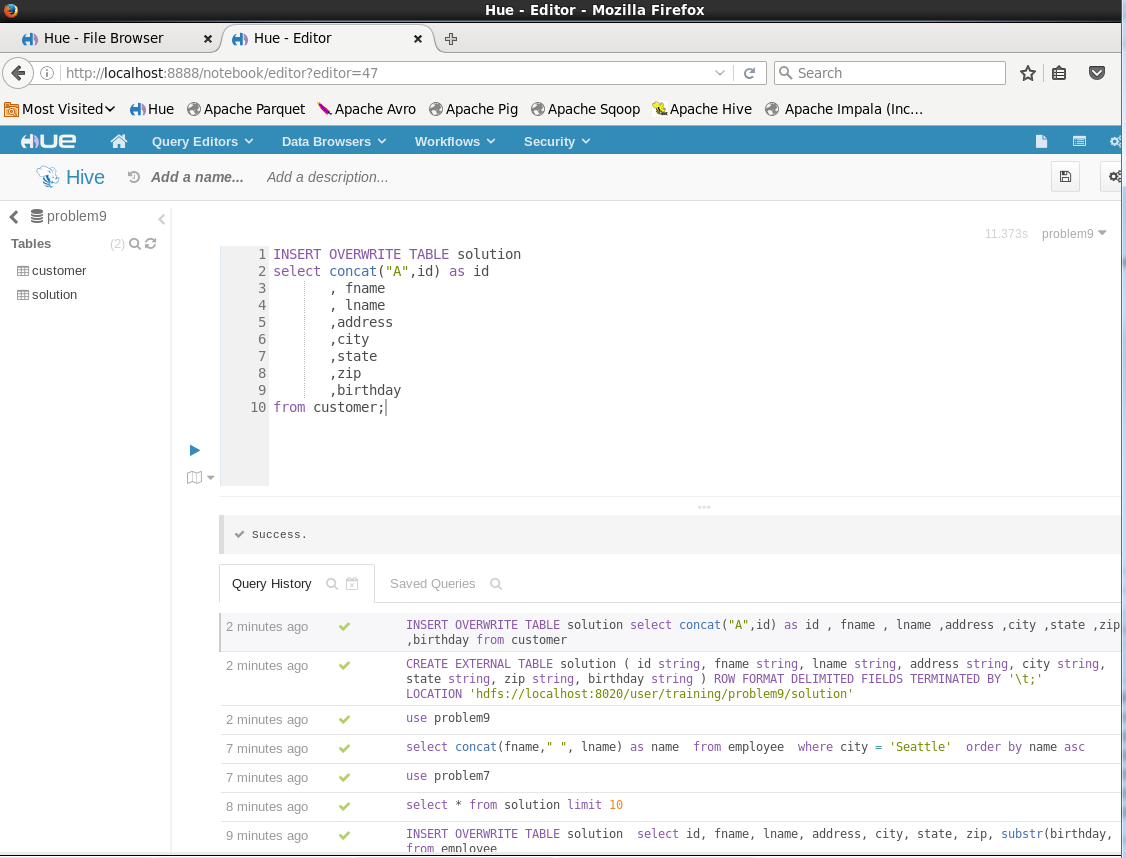 Hue - Editor - Mozilla Firefox
Hue - File Browser
Hue - Editor
http://localhost:8888/notebook/editor?editor=47
Search
Most Visited
Hue
Apache Parquet
Apache Avro
Apache Pig
Apache Sqoop
Apache Hive
Apache Impala (Inc...
HUE
Query Editors
Data Browsers
Workflows
Security
Hive
Add a name...
Add a description...
problem9
Tables
(2)
customer
solution
11.373s
problem9
1 INSERT OVERWRITE TABLE solution
2 select concat("A",id) as id
3 , fname
4 , lname
5 ,address
6 ,city
7 ,state
8 ,zip
9 ,birthday
10 from customer;
Success.
Query History
Saved Queries
2 minutes ago
INSERT OVERWRITE TABLE solution select concat("A",id) as id , fname , lname ,address ,city ,state ,zip
,birthday from customer
2 minutes ago
CREATE EXTERNAL TABLE solution ( id string, fname string, lname string, address string, city string,
state string, zip string, birthday string ) ROW FORMAT DELIMITED FIELDS TERMINATED BY '\t;'
LOCATION 'hdfs://localhost:8020/user/training/problem9/solution'
2 minutes ago
use problem9
7 minutes ago
select concat(fname," ", lname) as name from employee where city = 'Seattle' order by name asc
7 minutes ago
use problem7
8 minutes ago
select * from solution limit 10
9 minutes ago
INSERT OVERWRITE TABLE solution select id, fname, lname, address, city, state, zip, substr(birthday,
from employee